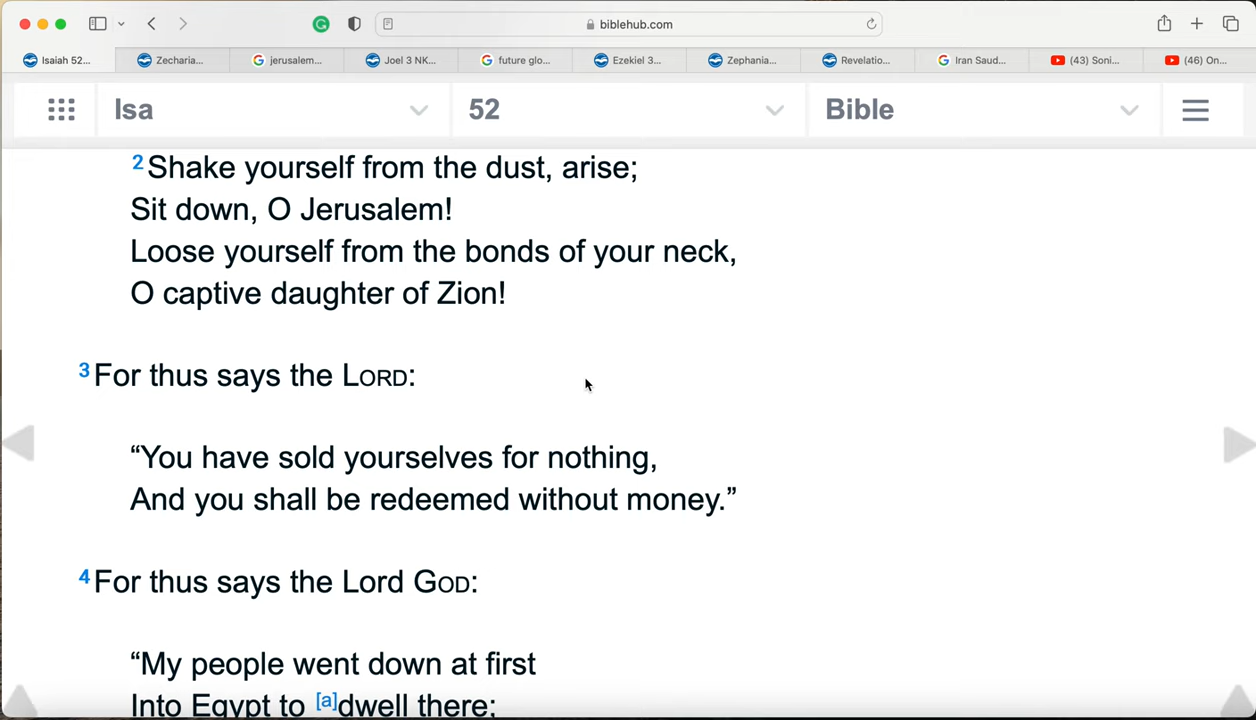 biblehub.com
Isaiah 52... Zecharia... jerusalem... Joel 3 NK... future glo... Ezekiel 3... Zephania... Revelatio... Iran Saud... (43) Soni... (46) On...
Isa 52 Bible
2 Shake yourself from the dust, arise;
Sit down, O Jerusalem!
Loose yourself from the bonds of your neck,
O captive daughter of Zion!
3 For thus says the LORD:
“You have sold yourselves for nothing,
And you shall be redeemed without money.”
4 For thus says the Lord GOD:
“My people went down at first
Into Egypt to [a]dwell there;